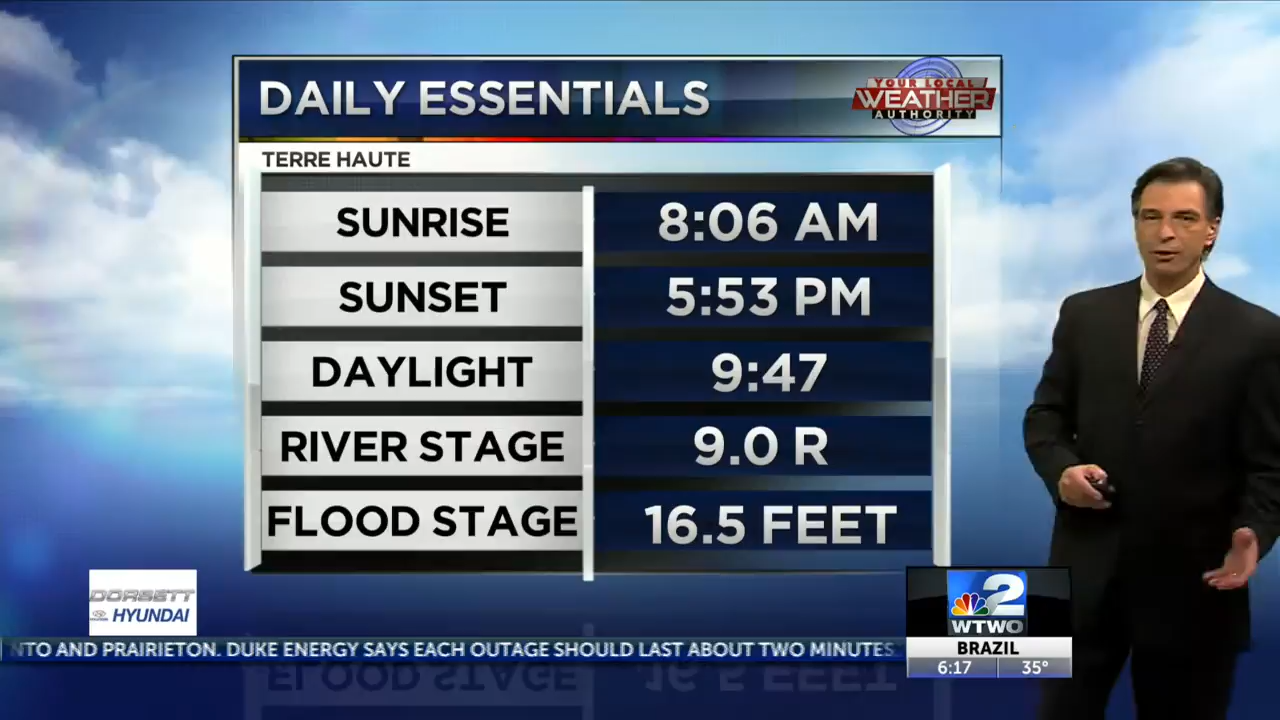 DAILY ESSENTIALS
YOUR LOCAL
WEATHER
AUTHORITY
TERRE HAUTE
SUNRISE 8:06 AM
SUNSET 5:53 PM
DAYLIGHT 9:47
RIVER STAGE 9.0 R
FLOOD STAGE 16.5 FEET
DORSETT
HYUNDAI
NTO AND PRAIRIETON. DUKE ENERGY SAYS EACH OUTAGE SHOULD LAST ABOUT TWO MINUTES
2
WTWO
BRAZIL
6:17 35°